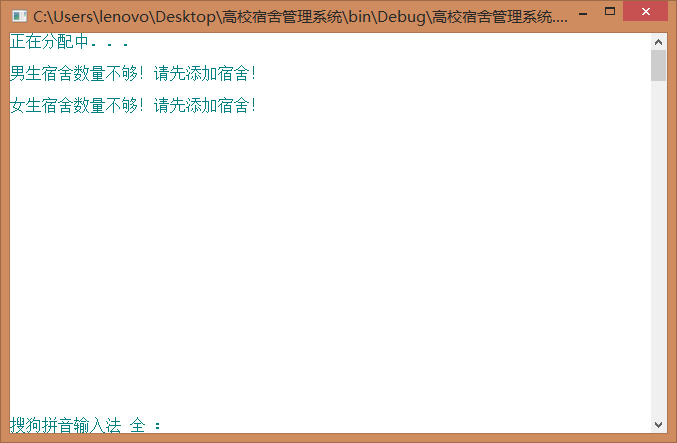 C:\Users\lenovo\Desktop\高校宿舍管理系统\bin\Debug\高校宿舍管理系统....
正在分配中...
男生宿舍数量不够！请先添加宿舍！
女生宿舍数量不够！请先添加宿舍！
搜狗拼音输入法 全 ：